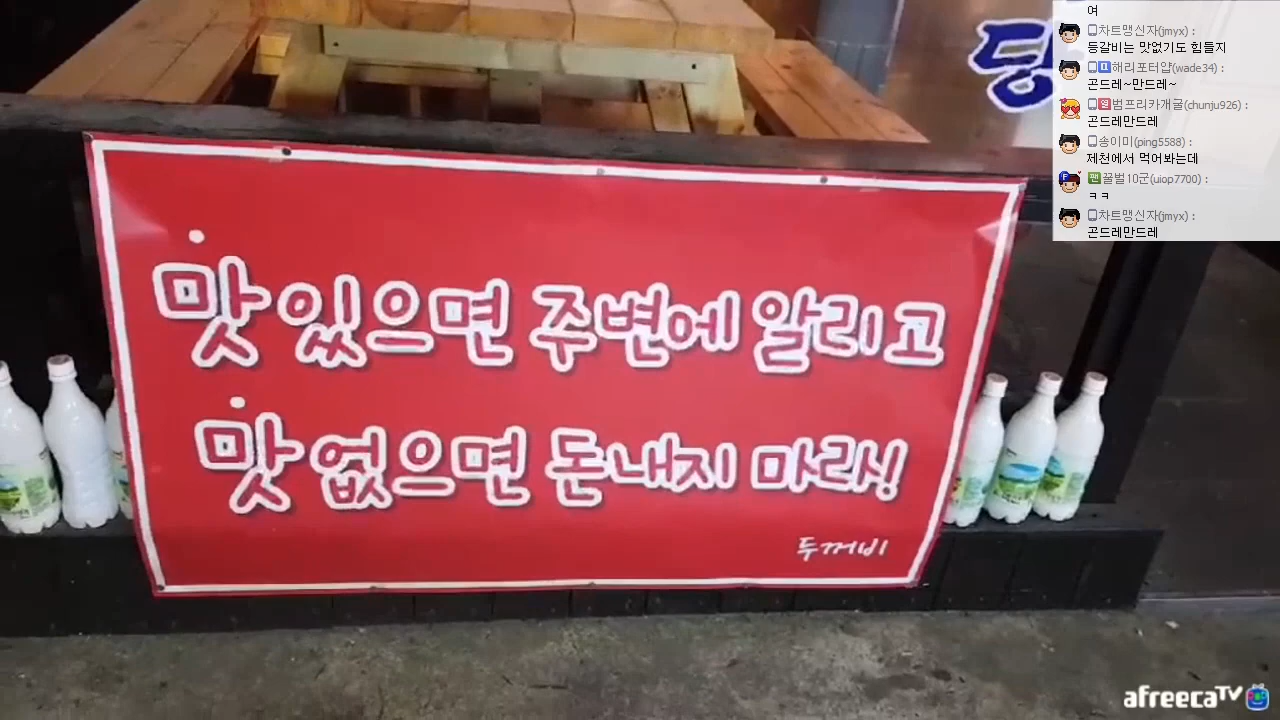 맛있으면 주변에 알리고
맛없으면 돈내지 마라!
두꺼비
여
차트맹신자(jmyx) :
등갈비는 맛없기도 힘들지
해리포터얍(wade34) :
곤드레~만드레~
범프리카개꿀(chunju926) :
곤드레만드레
송이미(ping5588) :
제천에서 먹어봐는데
팬 꿀벌10군(uiop7700) :
ㅋㅋ
차트맹신자(jmyx) :
곤드레만드레
afreecaTV